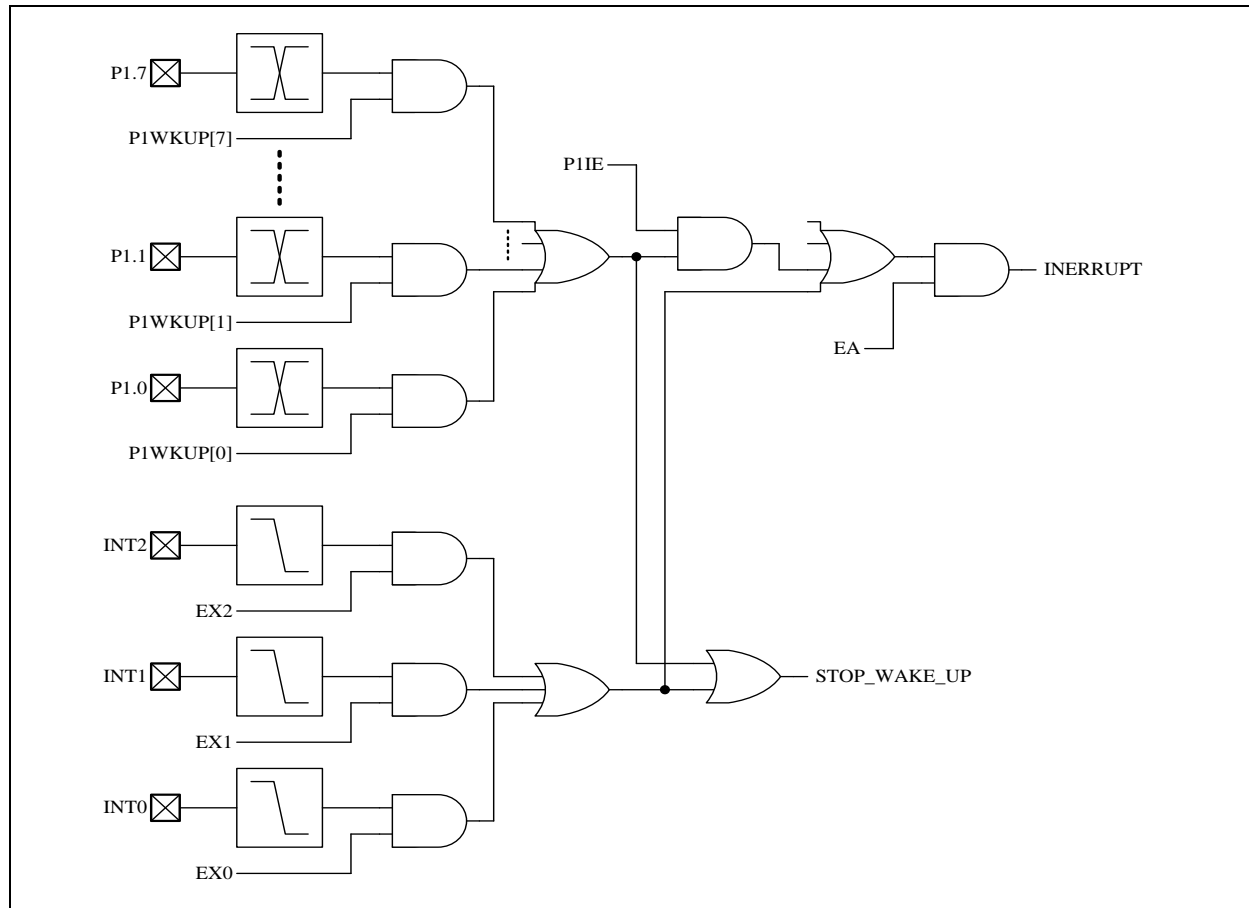 P1.7
P1WKUP[7]
P1IE
P1.1
INERRUPT
P1WKUP[1]
EA
P1.0
P1WKUP[0]
INT2
EX2
INT1
STOP_WAKE_UP
EX1
INT0
EX0